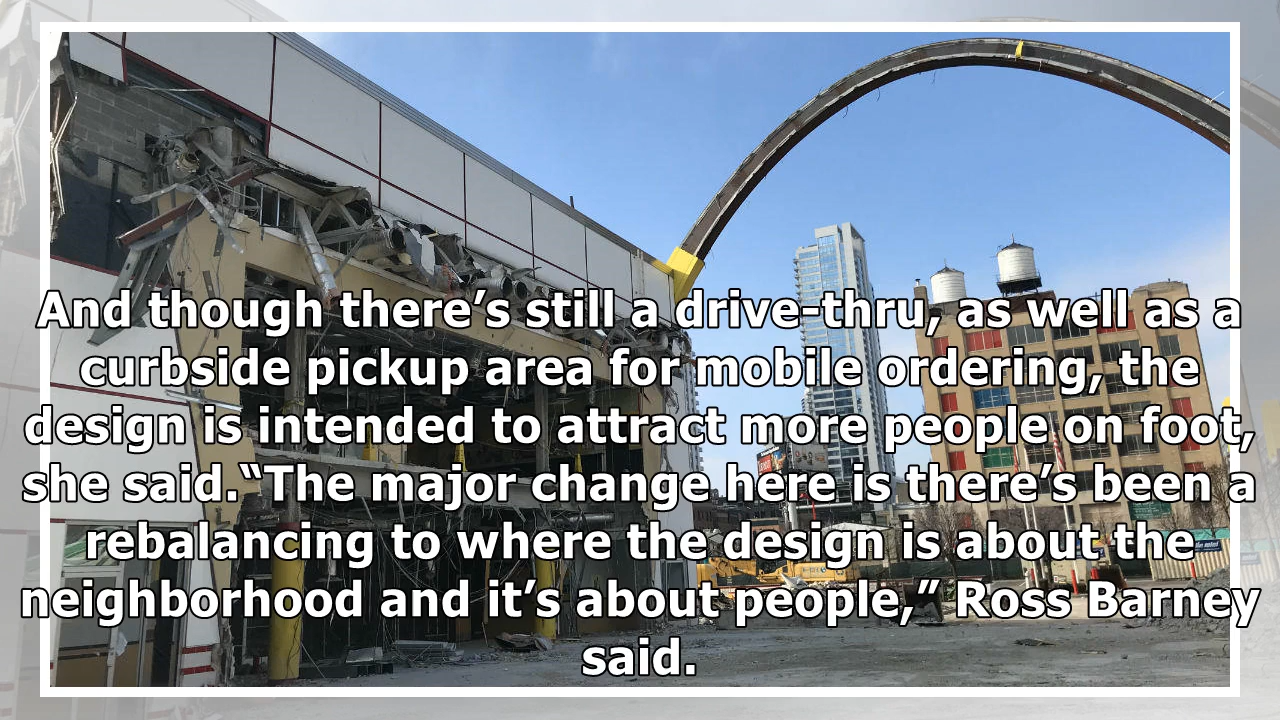 And though there’s still a drive-thru, as well as a
curbside pickup area for mobile ordering, the
design is intended to attract more people on foot,
she said.“The major change here is there’s been a
rebalancing to where the design is about the
neighborhood and it’s about people,” Ross Barney
said.